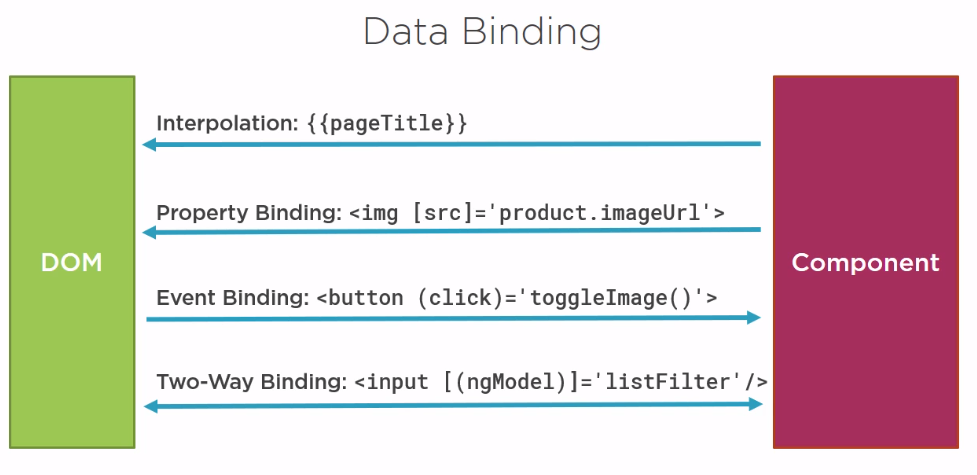 Data Binding
Interpolation: {{pageTitle}}
Property Binding: <img [src]='product.imageUrl'>
DOM
Component
Event Binding: <button (click)='toggleImage()'>
Two-Way Binding: <input [(ngModel)]='listFilter'/>